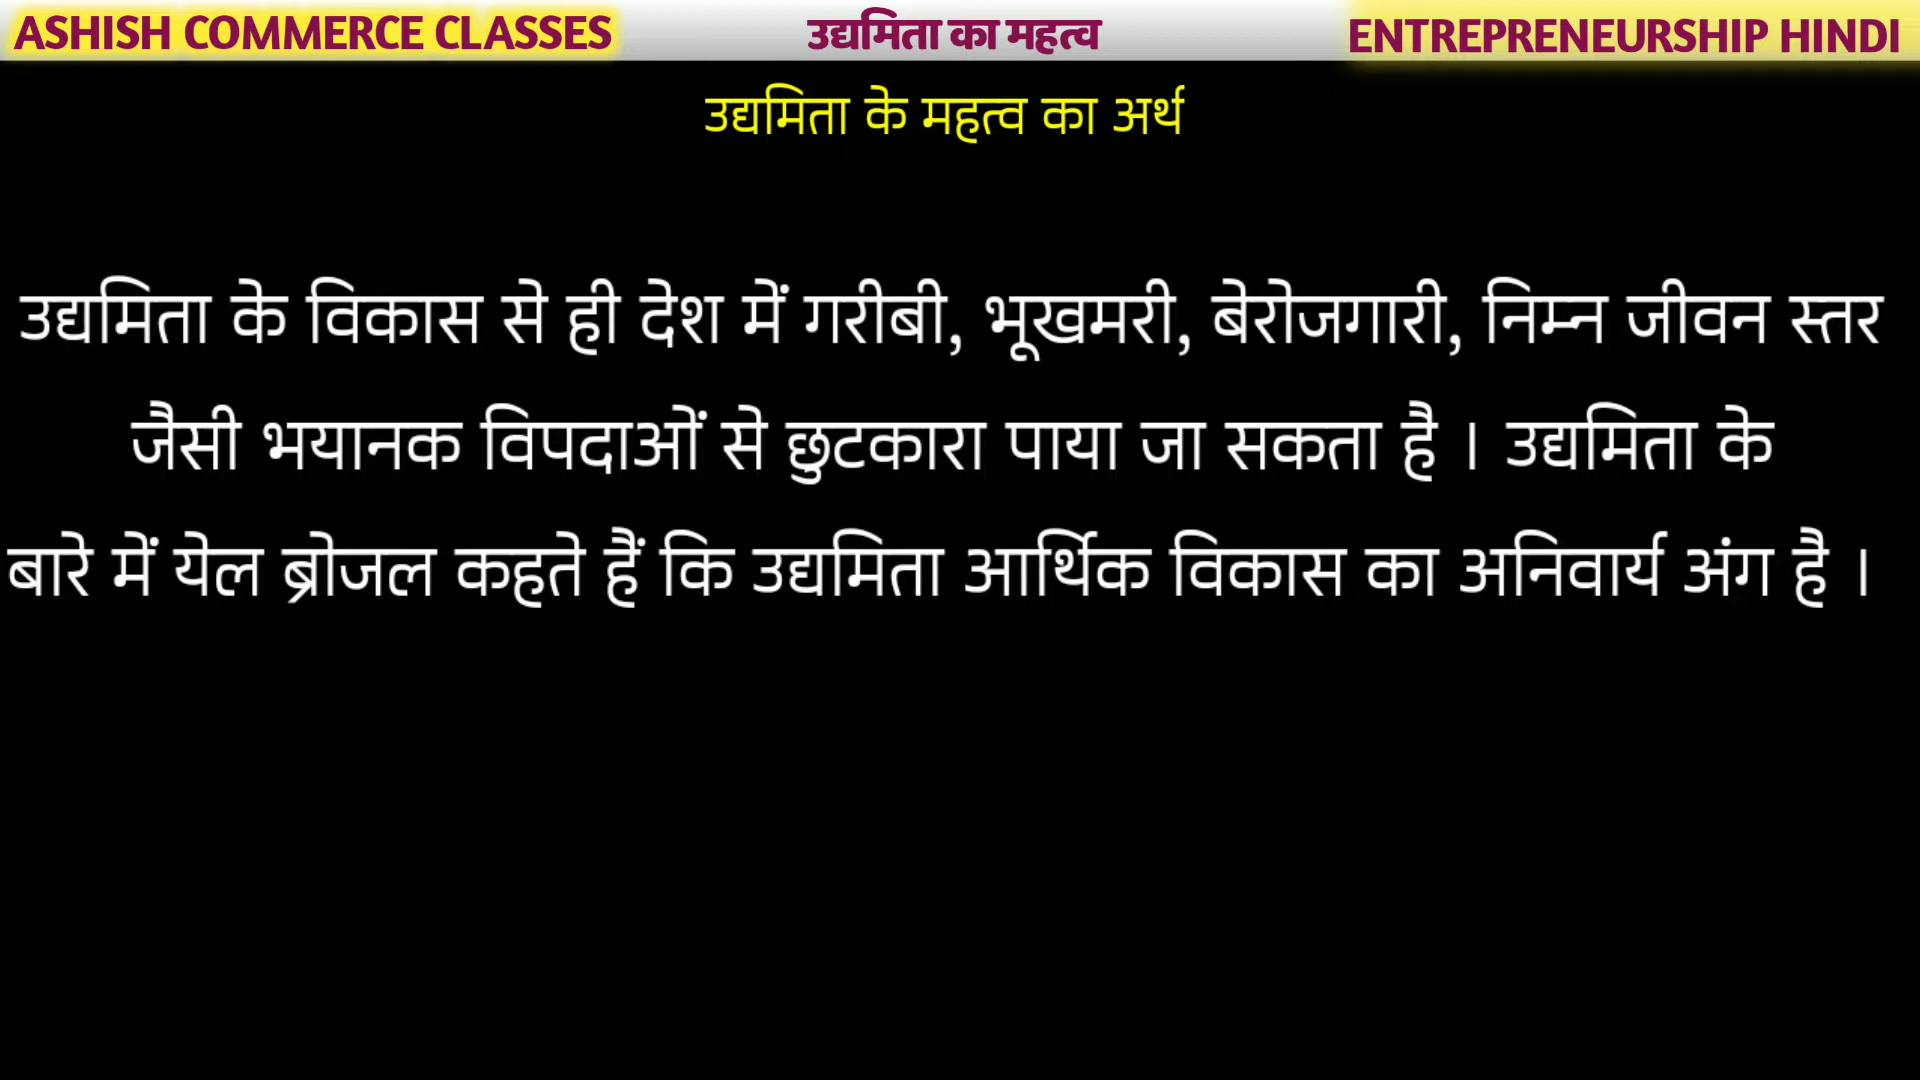 ASHISH COMMERCE CLASSES
उद्यमिता का महत्व
ENTREPRENEURSHIP HINDI
उद्यमिता के महत्व का अर्थ
उद्यमिता के विकास से ही देश में गरीबी, भूखमरी, बेरोजगारी, निम्न जीवन स्तर
जैसी भयानक विपदाओं से छुटकारा पाया जा सकता है । उद्यमिता के
बारे में येल ब्रोजल कहते हैं कि उद्यमिता आर्थिक विकास का अनिवार्य अंग है ।